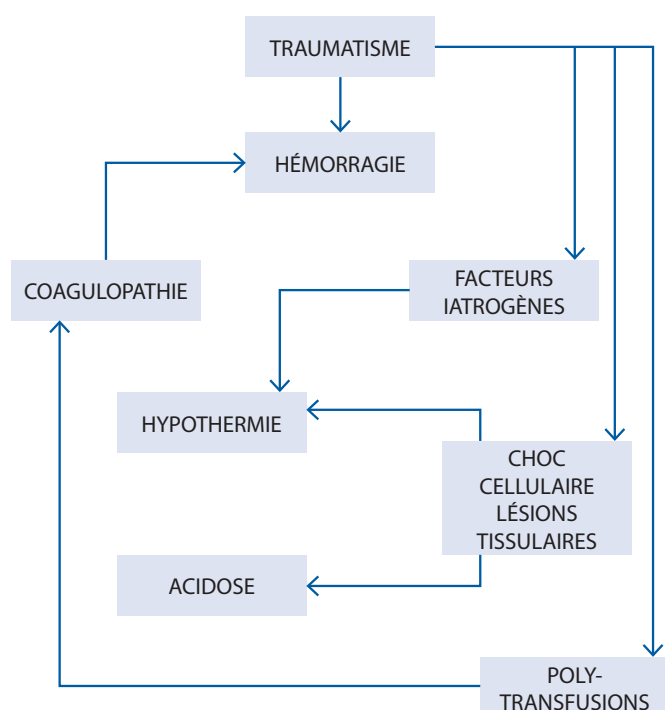 TRAUMATISME
HÉMORRAGIE
COAGULOPATHIE
FACTEURS
IATROGÈNES
HYPOTHERMIE
CHOC
CELLULAIRE
LÉSIONS
TISSULAIRES
ACIDOSE
POLY-
TRANSFUSIONS